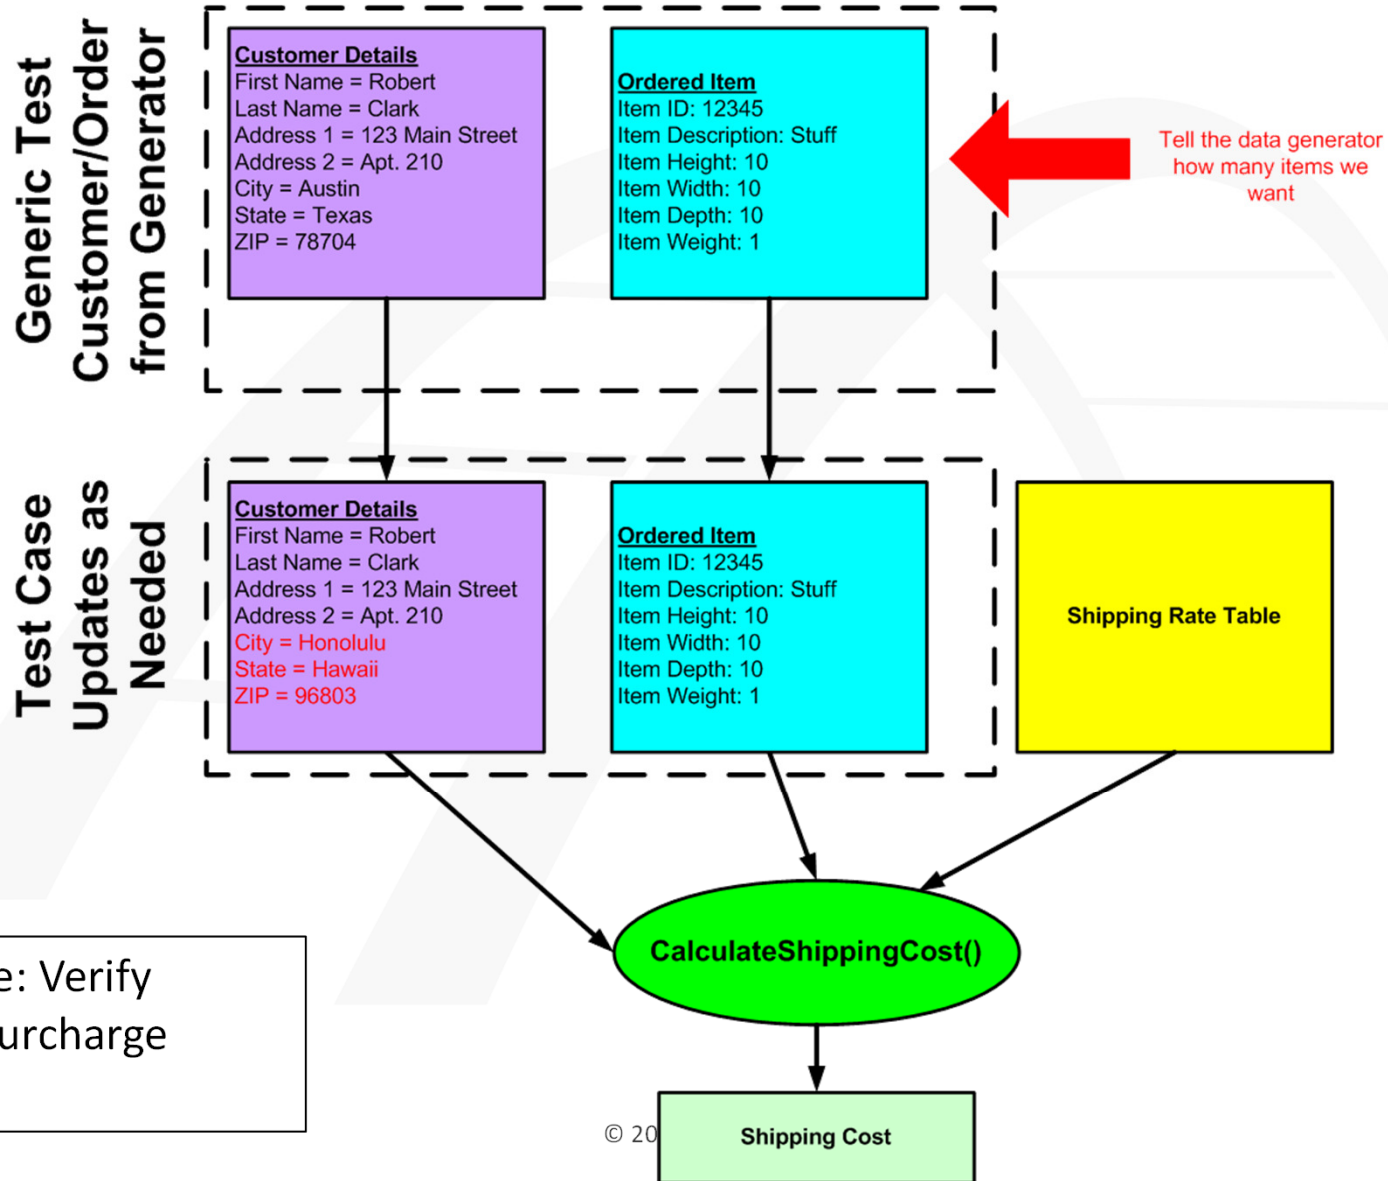 Generic Test
Customer/Order
from Generator
Customer Details
First Name = Robert
Last Name = Clark
Address 1 = 123 Main Street
Address 2 = Apt. 210
City = Austin
State = Texas
ZIP = 78704
Ordered Item
Item ID: 12345
Item Description: Stuff
Item Height: 10
Item Width: 10
Item Depth: 10
Item Weight: 1
Tell the data generator
how many items we
want
Test Case
Updates as
Needed
Customer Details
First Name = Robert
Last Name = Clark
Address 1 = 123 Main Street
Address 2 = Apt. 210
City = Honolulu
State = Hawaii
ZIP = 96803
Ordered Item
Item ID: 12345
Item Description: Stuff
Item Height: 10
Item Width: 10
Item Depth: 10
Item Weight: 1
Shipping Rate Table
CalculateShippingCost()
e: Verify
urcharge
© 20
Shipping Cost